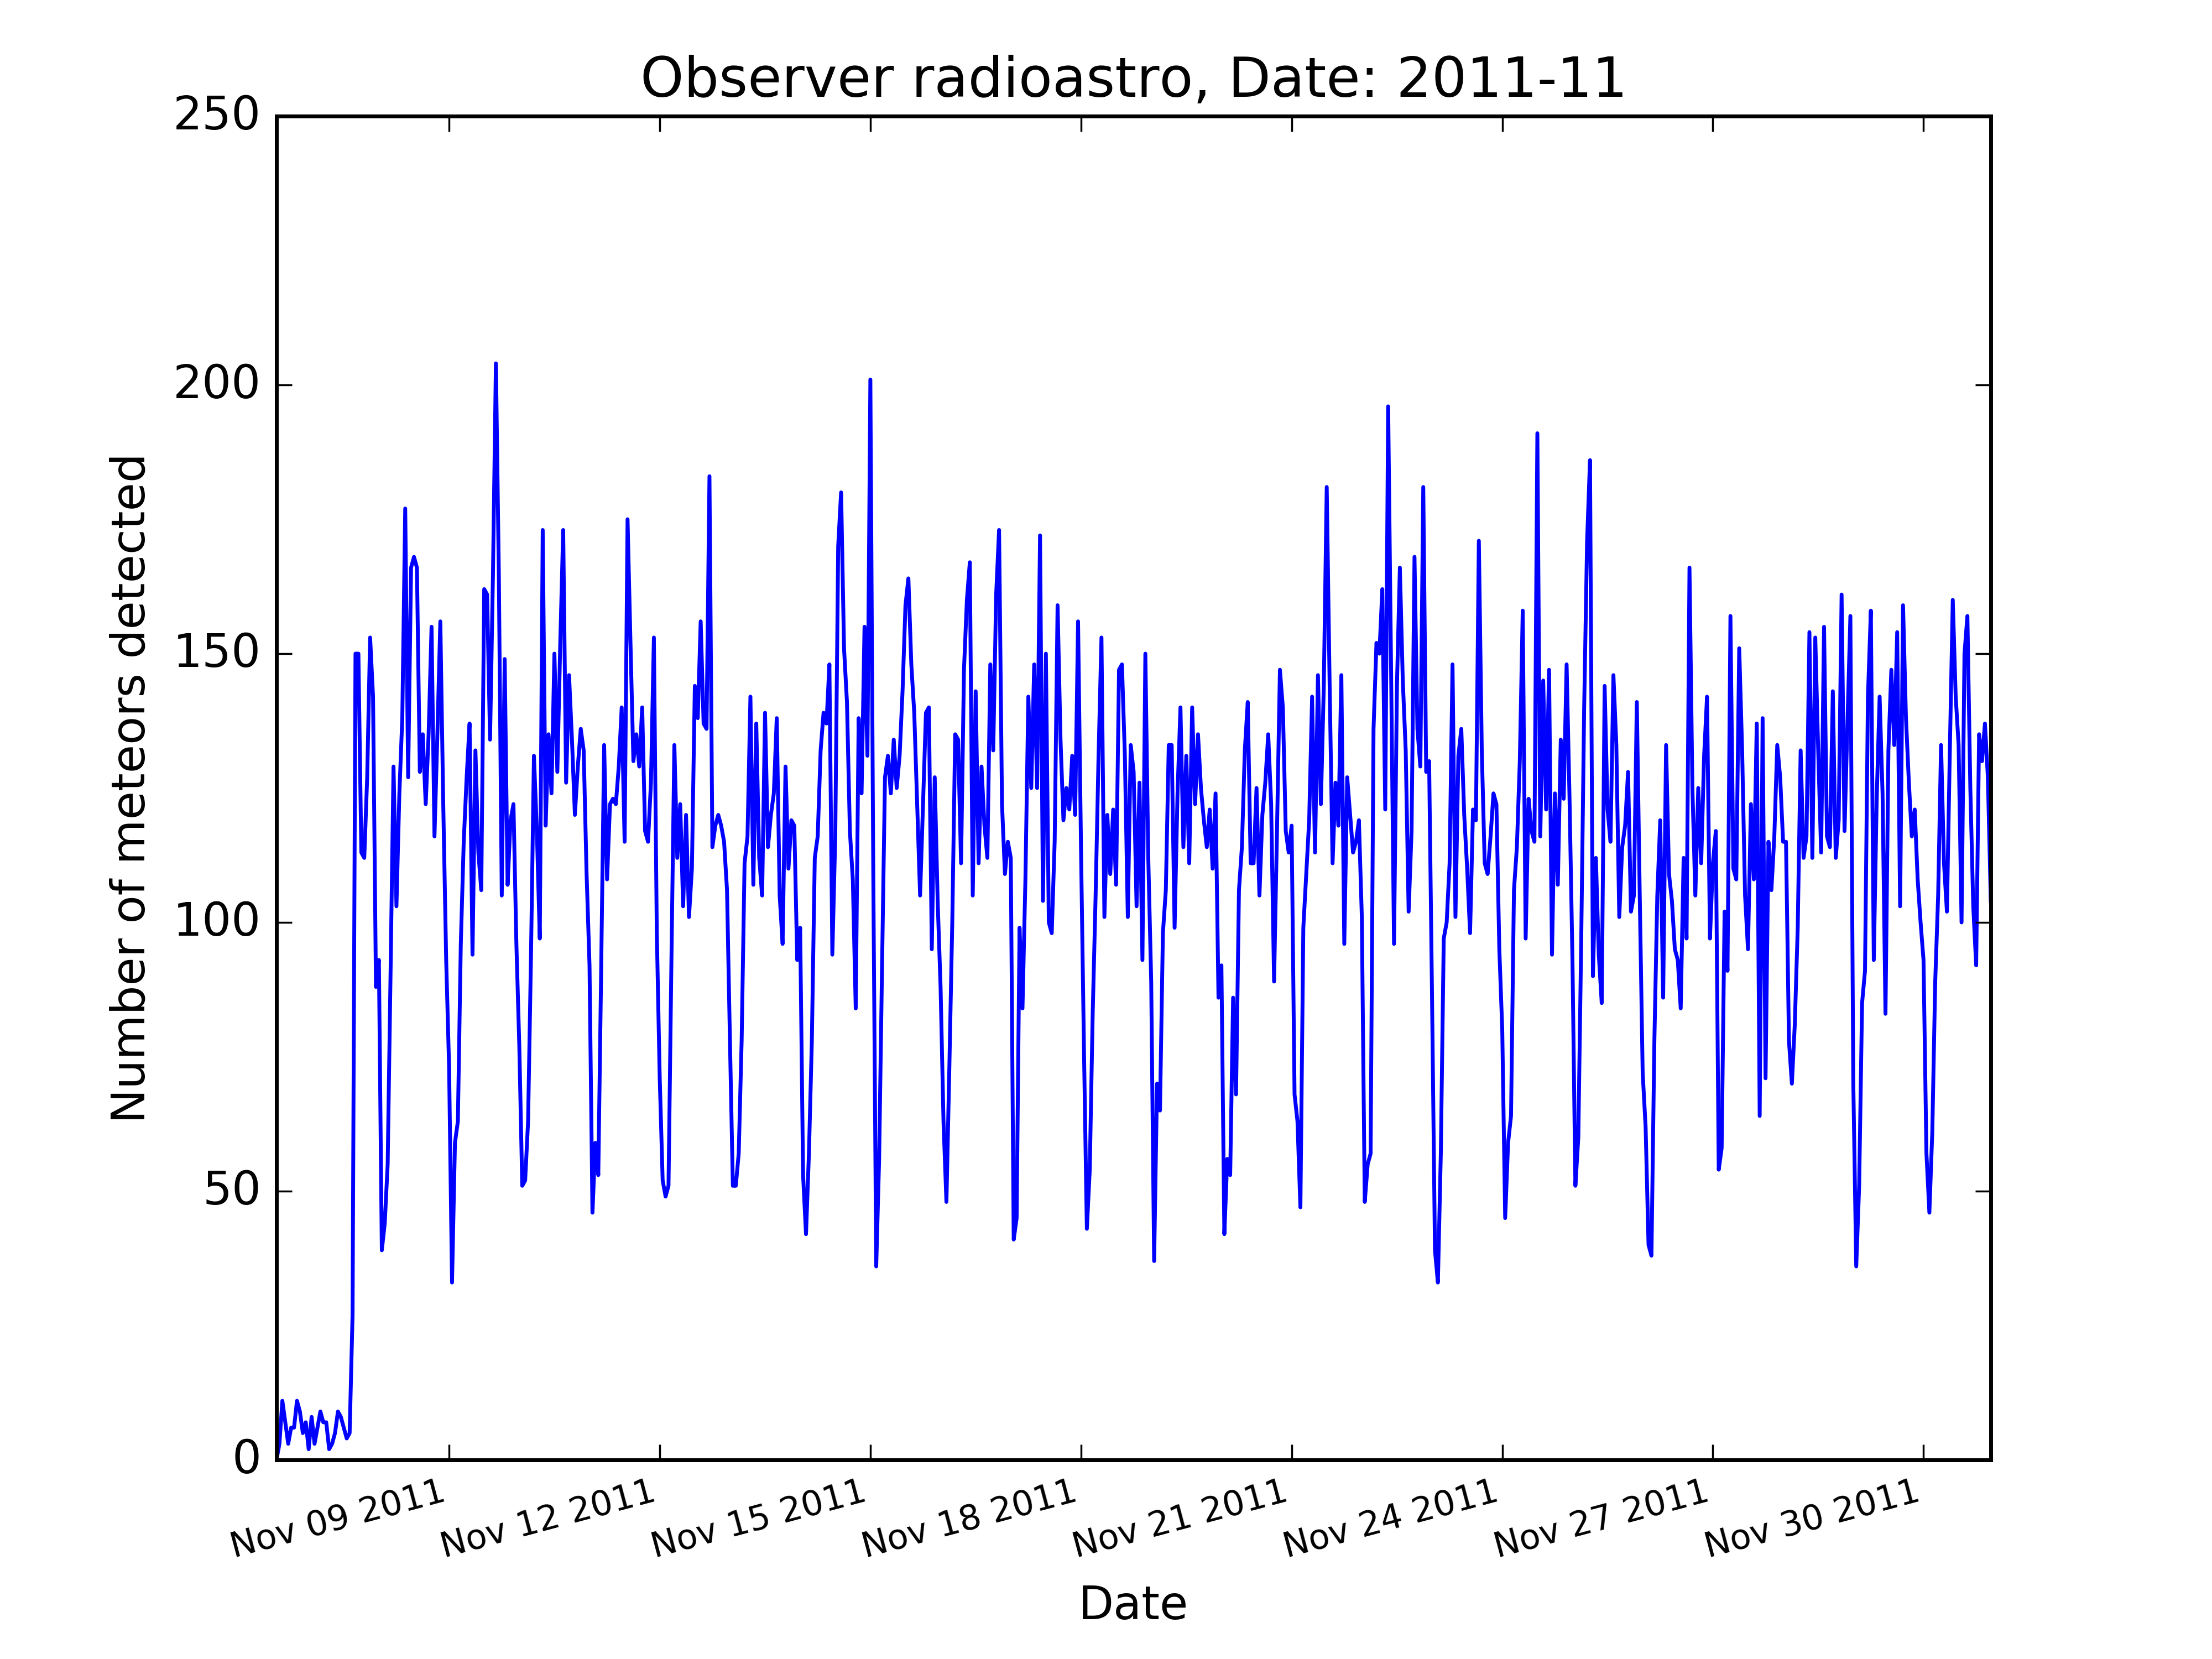 Observer radioastro, Date: 2011-11
250
200
150
100
50
0
Number of meteors detected
Nov 09 2011
Nov 12 2011
Nov 15 2011
Nov 18 2011
Nov 21 2011
Nov 24 2011
Nov 27 2011
Nov 30 2011
Date